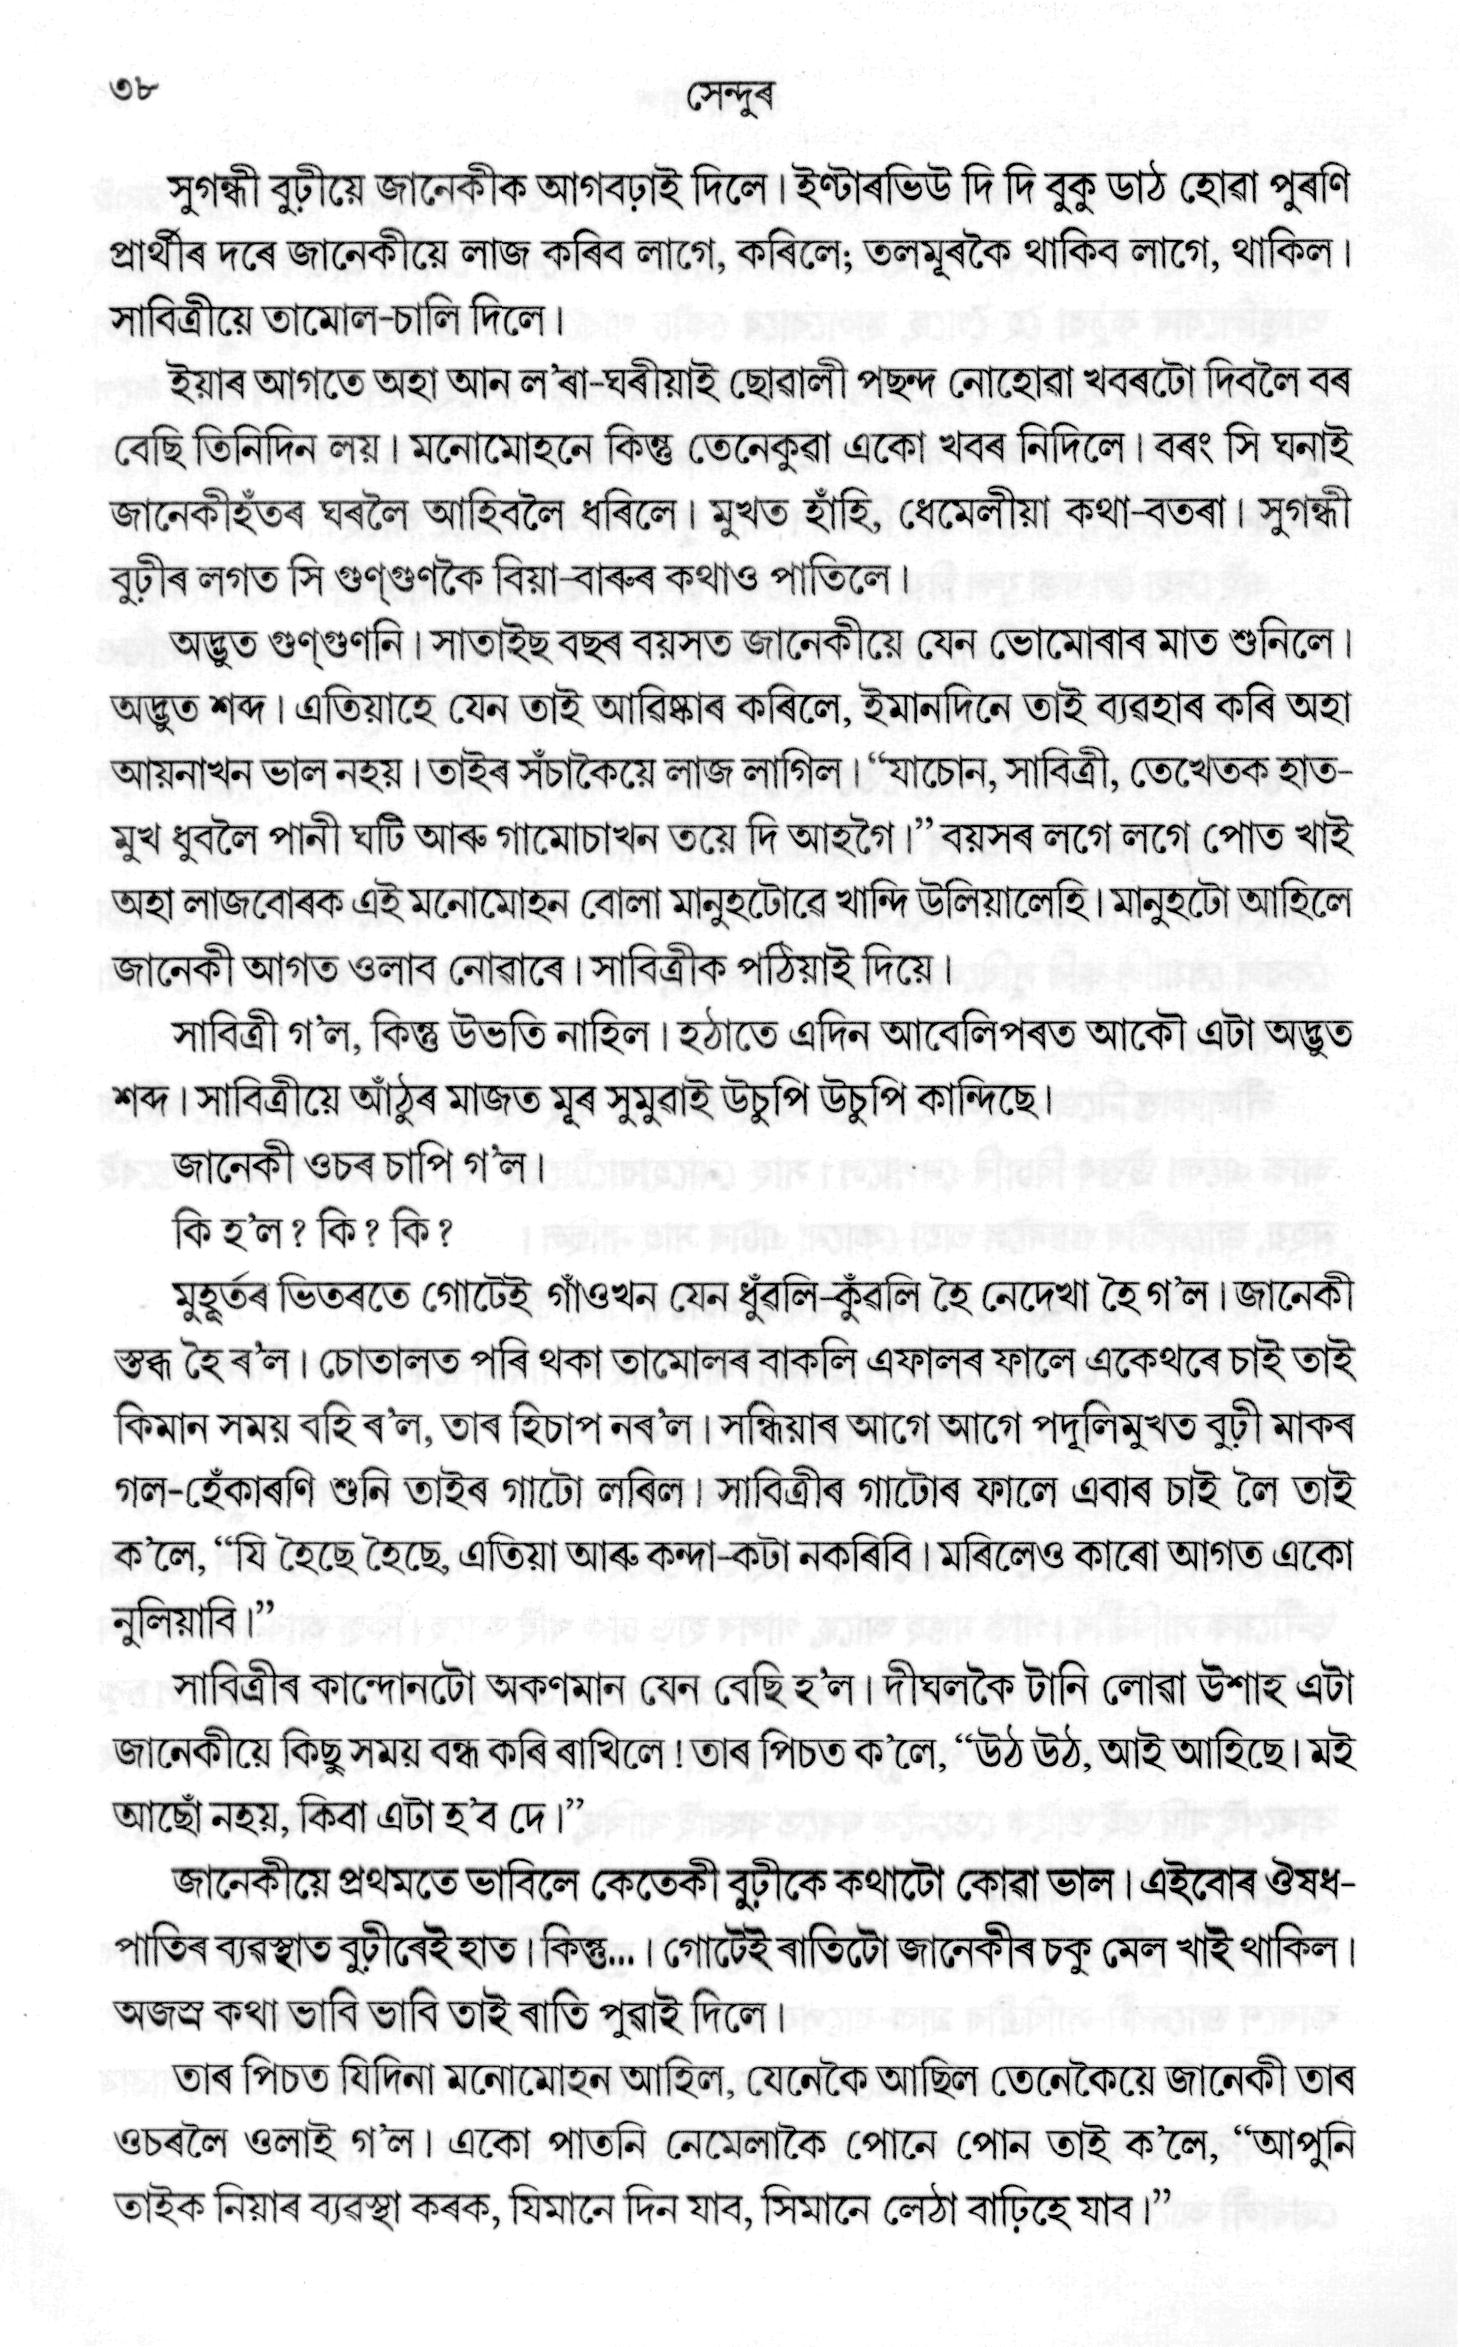 ৩৮
সেন্দুৰ
সুগন্ধী বুঢ়ীয়ে জানেকীক আগবঢ়াই দিলে। ইণ্টাৰভিউ দি দি বুকু ডাঠ হোৱা পুৰণি
প্ৰাৰ্থীৰ দৰে জানেকীয়ে লাজ কৰিব লাগে, কৰিলে; তলমূৰকৈ থাকিব লাগে, থাকিল।
সাবিত্ৰীয়ে তামোল-চালি দিলে।
ইয়াৰ আগতে অহা আন ল’ৰা-ঘৰীয়াই ছোৱালী পছন্দ নোহোৱা খবৰটো দিবলৈ বৰ
বেছি তিনিদিন লয়। মনোমোহনে কিন্তু তেনেকুৱা একো খবৰ নিদিলে। বৰং সি ঘনাই
জানেকীহঁতৰ ঘৰলৈ আহিবলৈ ধৰিলে। মুখত হাঁহি, ধেমেলীয়া কথা-বতৰা। সুগন্ধী
বুঢ়ীৰ লগত সি গুণ্‌গুণকৈ বিয়া-বাৰুৰ কথাও পাতিলে।
অদ্ভুত গুণ্‌গুণনি। সাতাইছ বছৰ বয়সত জানেকীয়ে যেন ভোমোৰাৰ মাত শুনিলে।
অদ্ভুত শব্দ। এতিয়াহে যেন তাই আৱিষ্কাৰ কৰিলে, ইমানদিনে তাই ব্যৱহাৰ কৰি অহা
আয়নাখন ভাল নহয়। তাইৰ সঁচাকৈয়ে লাজ লাগিল। “যাচোন, সাবিত্ৰী, তেখেতক হাত-
মুখ ধুবলৈ পানী ঘটি আৰু গামোচাখন তয়ে দি আহগৈ।” বয়সৰ লগে লগে পোত খাই
অহা লাজবোৰক এই মনোমোহন বোলা মানুহটোৱে খান্দি উলিয়ালেহি। মানুহটো আহিলে
জানেকী আগত ওলাব নোৱাৰে। সাবিত্ৰীক পঠিয়াই দিয়ে।
সাবিত্ৰী গ’ল, কিন্তু উভতি নাহিল। হঠাতে এদিন আবেলিপৰত আকৌ এটা অদ্ভুত
শব্দ। সাবিত্ৰীয়ে আঁঠুৰ মাজত মূৰ সুমুৱাই উচুপি উচুপি কান্দিছে।
জানেকী ওচৰ চাপি গ’ল।
কি হ’ল? কি? কি?
মুহূৰ্তৰ ভিতৰতে গোটেই গাঁওখন যেন ধুঁৱলি-কুঁৱলি হৈ নেদেখা হৈ গ’ল। জানেকী
স্তব্ধ হৈ ৰ’ল। চোতালত পৰি থকা তামোলৰ বাকলি এফালৰ ফালে একেথৰে চাই তাই
কিমান সময় বহি ৰ’ল, তাৰ হিচাপ নৰ’ল। সন্ধিয়াৰ আগে আগে পদূলিমুখত বুঢ়ী মাকৰ
গল-হেঁকাৰণি শুনি তাইৰ গাটো লৰিল। সাবিত্ৰীৰ গাটোৰ ফালে এবাৰ চাই লৈ তাই
ক’লে, “যি হৈছে হৈছে, এতিয়া আৰু কন্দা-কটা নকৰিবি। মৰিলেও কাৰো আগত একো
নুলিয়াবি।”
সাবিত্ৰীৰ কান্দোনটো অকণমান যেন বেছি হ’ল। দীঘলকৈ টানি লোৱা উশাহ এটা
জানেকীয়ে কিছু সময় বন্ধ কৰি ৰাখিলে! তাৰ পিচত ক’লে, “উঠ উঠ, আই আহিছে। মই
আছোঁ নহয়, কিবা এটা হ’ব দে।”
জানেকীয়ে প্ৰথমতে ভাবিলে কেতেকী বুঢ়ীকে কথাটো কোৱা ভাল। এইবোৰ ঔষধ-
পাতিৰ ব্যৱস্থাত বুঢ়ীৰেই হাত। কিন্তু...। গোটেই ৰাতিটো জানেকীৰ চকু মেল খাই থাকিল।
অজস্ৰ কথা ভাবি ভাবি তাই ৰাতি পুৱাই দিলে।
তাৰ পিচত যিদিনা মনোমোহন আহিল, যেনেকৈ আছিল তেনেকৈয়ে জানেকী তাৰ
ওচৰলৈ ওলাই গ’ল। একো পাতনি নেমেলাকৈ পোনে পোন তাই ক’লে, “আপুনি
তাইক নিয়াৰ ব্যৱস্থা কৰক, যিমানে দিন যাব, সিমানে লেঠা বাঢ়িহে যাব।”